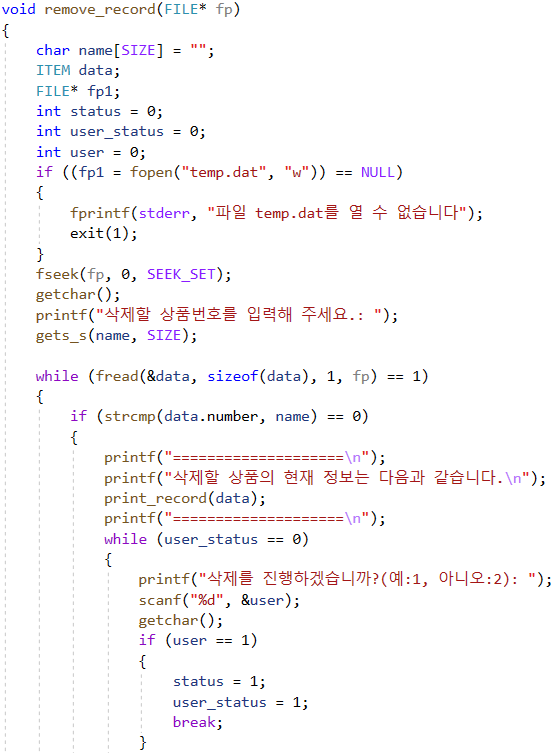 void remove_record(FILE* fp)
{
    char name[SIZE] = "";
    ITEM data;
    FILE* fp1;
    int status = 0;
    int user_status = 0;
    int user = 0;
    if ((fp1 = fopen("temp.dat", "w")) == NULL)
    {
        fprintf(stderr, "파일 temp.dat를 열 수 없습니다");
        exit(1);
    }
    fseek(fp, 0, SEEK_SET);
    getchar();
    printf("삭제할 상품번호를 입력해 주세요.: ");
    gets_s(name, SIZE);

    while (fread(&data, sizeof(data), 1, fp) == 1)
    {
        if (strcmp(data.number, name) == 0)
        {
            printf("====================\n");
            printf("삭제할 상품의 현재 정보는 다음과 같습니다.\n");
            print_record(data);
            printf("====================\n");
            while (user_status == 0)
            {
                printf("삭제를 진행하겠습니까?(예:1, 아니오:2): ");
                scanf("%d", &user);
                getchar();
                if (user == 1)
                {
                    status = 1;
                    user_status = 1;
                    break;
                }